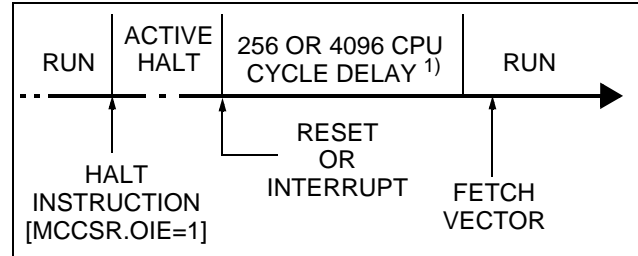 ACTIVE
HALT
RUN
256 OR 4096 CPU
CYCLE DELAY 1)
RUN
HALT
INSTRUCTION
[MCCSR.OIE=1]
RESET
OR
INTERRUPT
FETCH
VECTOR